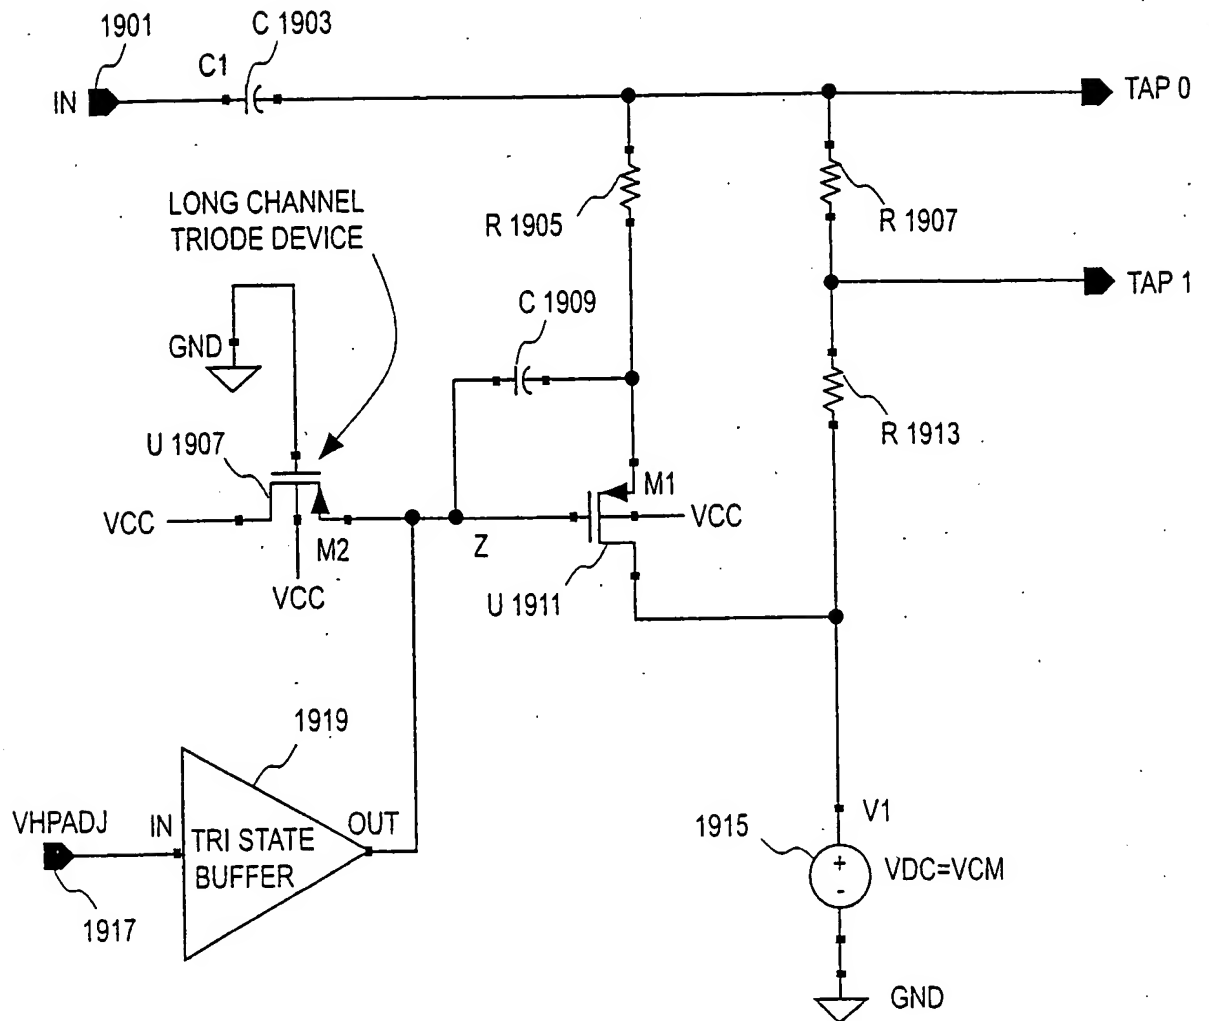 1901
C 1903
C1
IN
TAP 0
LONG CHANNEL
TRIODE DEVICE
R 1905
R 1907
TAP 1
C 1909
GND
R 1913
U 1907
M1
VCC
VCC
M2
Z
VCC
U 1911
1919
VHPADJ
IN
OUT
TRI STATE
BUFFER
1917
V1
1915
+
-
VDC=VCM
GND